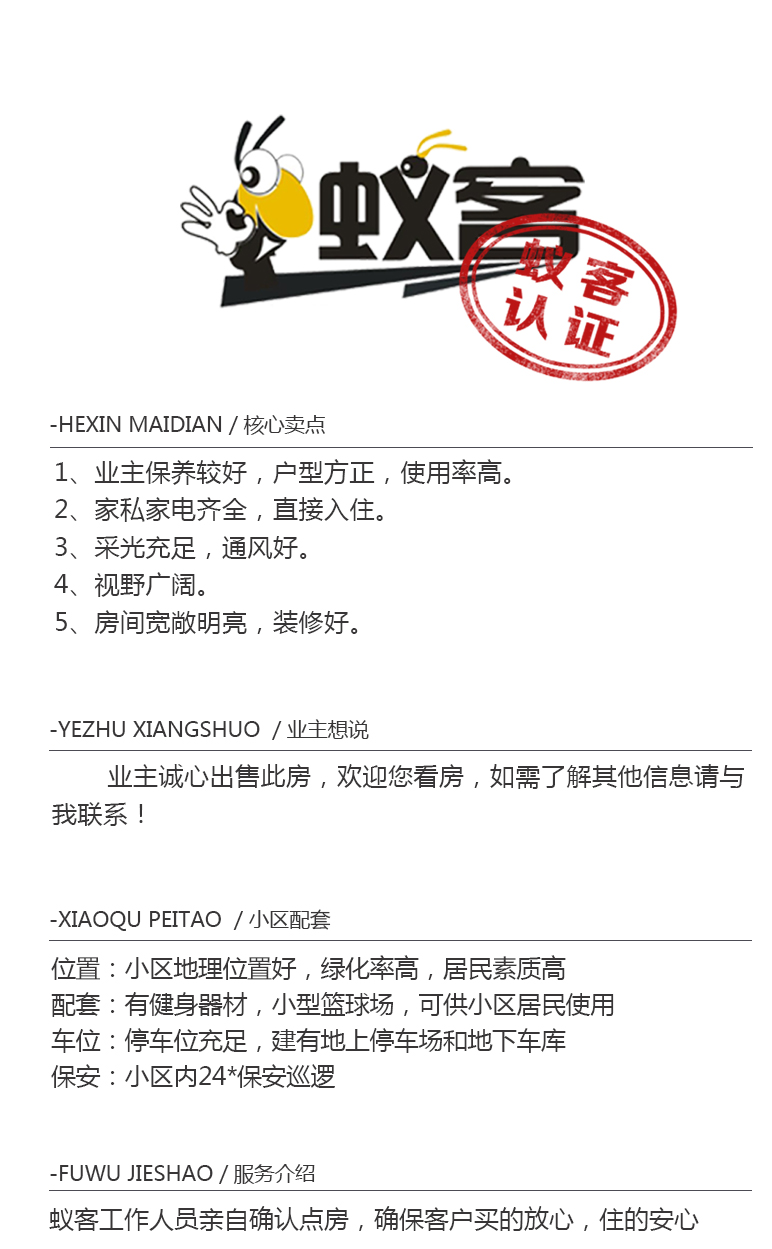 蚁客
蚁客
认证
-HEXIN MAIDIAN / 核心卖点
1、业主保养较好，户型方正，使用率高。
2、家私家电齐全，直接入住。
3、采光充足，通风好。
4、视野广阔。
5、房间宽敞明亮，装修好。
-YEZHU XIANGSHUO / 业主想说
业主诚心出售此房，欢迎您看房，如需了解其他信息请与
我联系！
-XIAOQU PEITAO / 小区配套
位置：小区地理位置好，绿化率高，居民素质高
配套：有健身器材，小型篮球场，可供小区居民使用
车位：停车位充足，建有地上停车场和地下车库
保安：小区内24*保安巡逻
-FUWU JIESHAO / 服务介绍
蚁客工作人员亲自确认点房，确保客户买的放心，住的安心